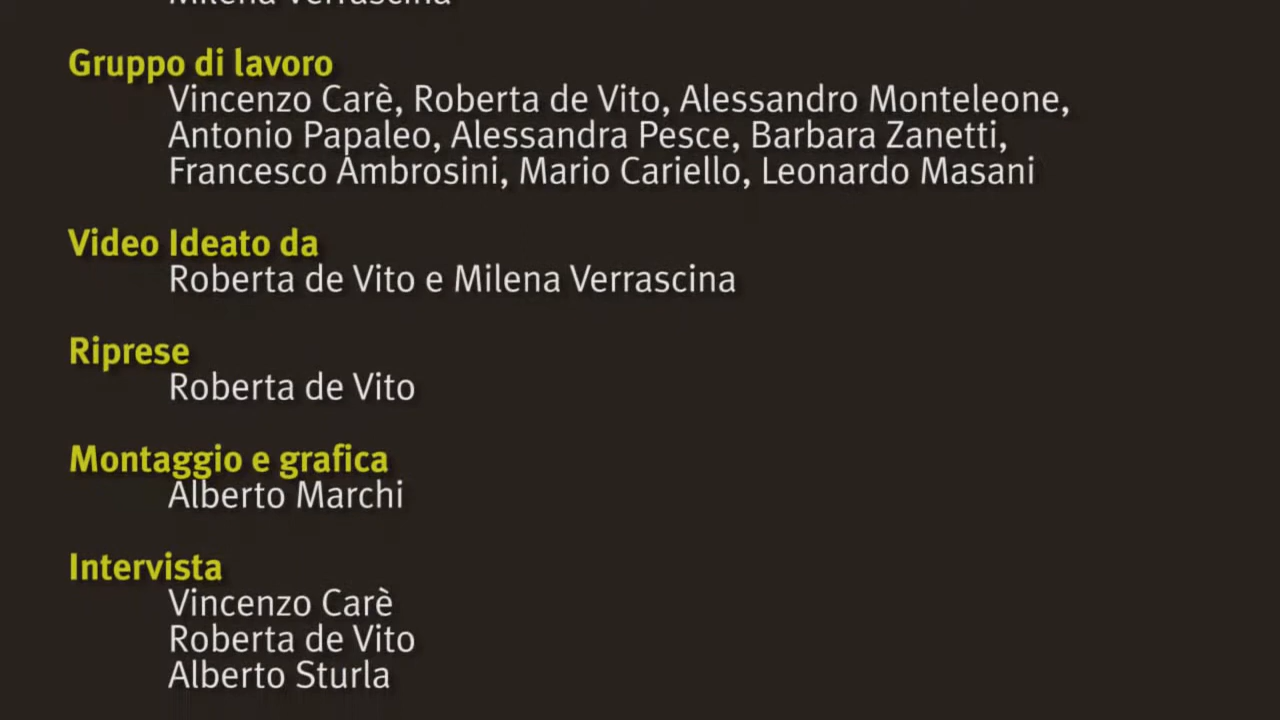 Milena Verrascina
Gruppo di lavoro
Vincenzo Carè, Roberta de Vito, Alessandro Monteleone,
Antonio Papaleo, Alessandra Pesce, Barbara Zanetti,
Francesco Ambrosini, Mario Cariello, Leonardo Masani
Video Ideato da
Roberta de Vito e Milena Verrascina
Riprese
Roberta de Vito
Montaggio e grafica
Alberto Marchi
Intervista
Vincenzo Carè
Roberta de Vito
Alberto Sturla